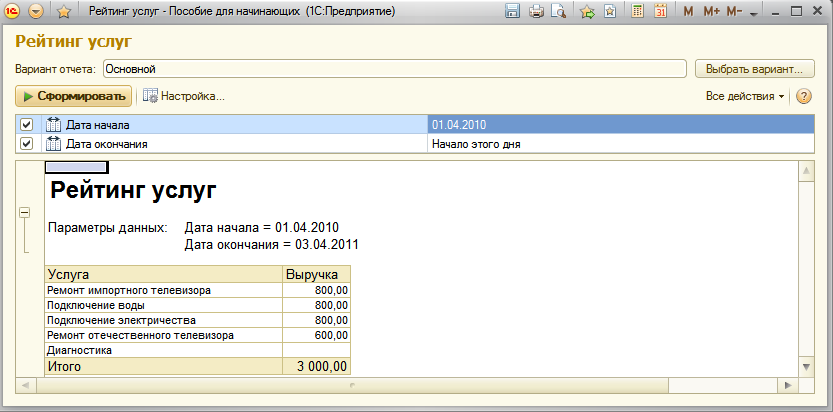 Рейтинг услуг - Пособие для начинающих (1С:Предприятие)
M M+ M-
31
Рейтинг услуг
Вариант отчета: Основной Выбрать вариант...
Сформировать Настройка... Все действия ?
Дата начала 01.04.2010
Дата окончания Начало этого дня
Рейтинг услуг
Параметры данных: Дата начала = 01.04.2010
Дата окончания = 03.04.2011
Услуга Выручка
Ремонт импортного телевизора 800,00
Подключение воды 800,00
Подключение электричества 800,00
Ремонт отечественного телевизора 600,00
Диагностика
Итого 3 000,00